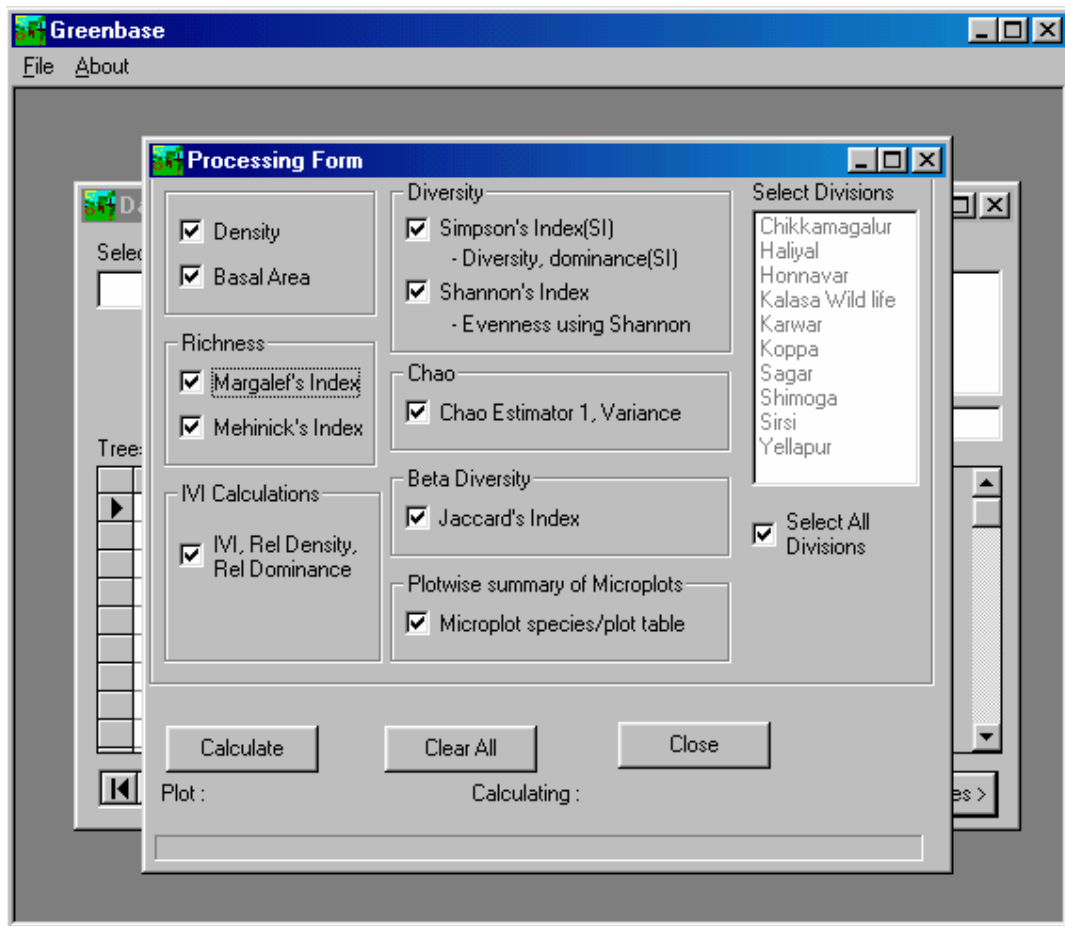 Greenbase
File About
Processing Form
Density
Basal Area
Richness
Margalef's Index
Mehinick's Index
IVI Calculations
IVI, Rel Density,
Rel Dominance
Diversity
Simpson's Index(SI)
- Diversity, dominance(SI)
Shannon's Index
- Evenness using Shannon
Chao
Chao Estimator 1, Variance
Beta Diversity
Jaccard's Index
Plotwise summary of Microplots
Microplot species/plot table
Select Divisions
Chikkamagalur
Haliyal
Honnavar
Kalasa Wild life
Karwar
Koppa
Sagar
Shimoga
Sirsi
Yellapur
Select All
Divisions
Calculate Clear All Close
Plot : Calculating :
Selec
Tree
es >